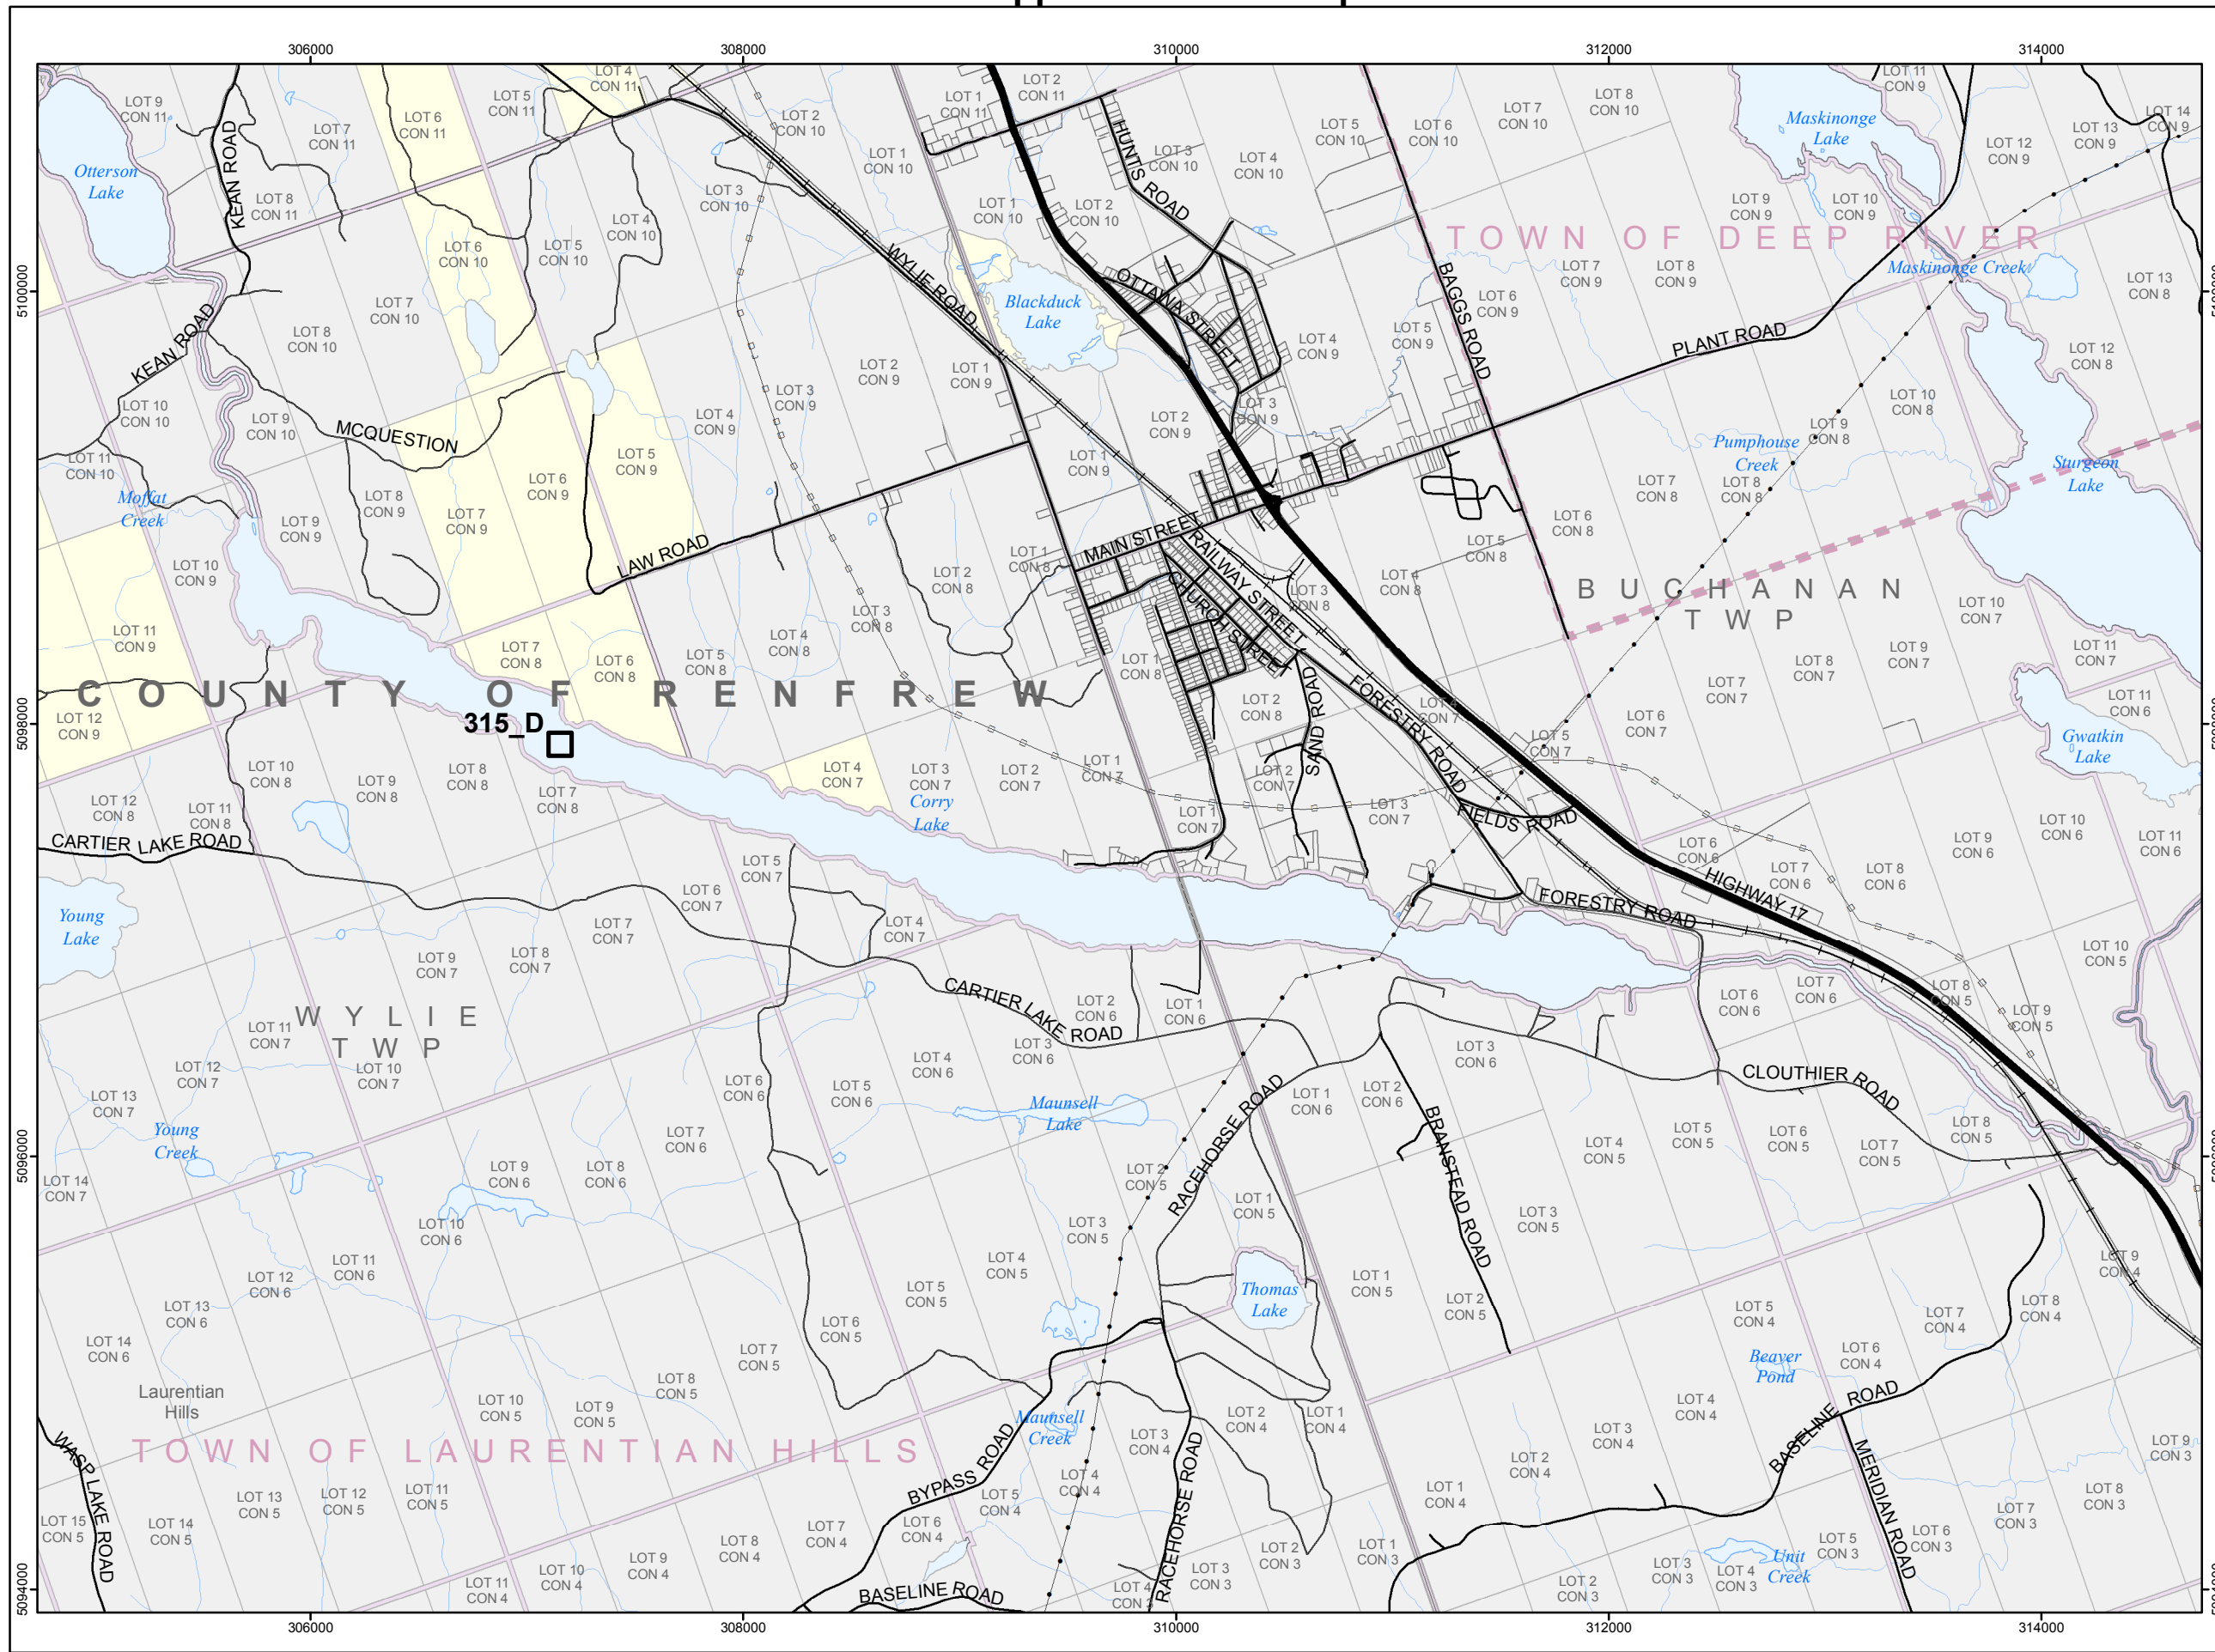 306000
308000
310000
312000
314000
5100000
5098000
5096000
5094000
LOT 9
CON 11
LOT 7
CON 11
LOT 6
CON 11
LOT 5
CON 11
LOT 4
CON 11
LOT 2
CON 10
LOT 1
CON 11
LOT 2
CON 11
LOT 1
CON 10
LOT 3
CON 10
LOT 4
CON 10
LOT 5
CON 10
LOT 6
CON 10
LOT 7
CON 10
LOT 8
CON 10
Maskinonge
Lake
LOT 11
CON 9
LOT 12
CON 9
LOT 13
CON 9
LOT 14
CON 9
Otterson
Lake
KEAN ROAD
LOT 8
CON 11
LOT 6
CON 10
LOT 5
CON 10
LOT 4
CON 10
LOT 3
CON 10
LOT 1
CON 10
LOT 2
CON 10
HUNTS ROAD
LOT 9
CON 9
LOT 10
CON 9
TOWN OF DEEP RIVER
LOT 7
CON 9
LOT 8
CON 9
Maskinonge Creek
LOT 13
CON 8
KEAN ROAD
LOT 8
CON 10
LOT 7
CON 10
WYLIE ROAD
Blackduck
Lake
OTTAWA STREET
BAGGS ROAD
LOT 6
CON 9
LOT 5
CON 9
LOT 4
CON 9
PLANT ROAD
LOT 12
CON 8
LOT 10
CON 10
LOT 9
CON 10
MCQUESTION
LOT 4
CON 9
LOT 3
CON 9
LOT 2
CON 9
LOT 1
CON 9
LOT 2
CON 9
LOT 3
CON 9
LOT 10
CON 8
LOT 9
CON 8
Pumphouse
Creek
Sturgeon
Lake
LOT 11
CON 10
Moffat
Creek
LOT 8
CON 9
LOT 9
CON 9
LOT 7
CON 9
LOT 6
CON 9
LOT 5
CON 9
LAW ROAD
LOT 1
CON 9
LOT 7
CON 8
LOT 8
CON 8
LOT 6
CON 8
LOT 5
CON 8
LOT 10
CON 9
LOT 1
CON 8
LOT 2
CON 8
LOT 3
CON 8
MAIN STREET
RAILWAY STREET
CHURCH STREET
LOT 3
CON 8
LOT 4
CON 8
BUCHANAN
TWP
LOT 10
CON 7
LOT 11
CON 9
LOT 7
CON 8
LOT 6
CON 8
LOT 5
CON 8
LOT 4
CON 8
LOT 1
CON 8
LOT 2
CON 8
SAND ROAD
FORESTRY ROAD
LOT 4
CON 7
LOT 5
CON 7
LOT 6
CON 7
LOT 7
CON 7
LOT 8
CON 7
LOT 9
CON 7
LOT 11
CON 7
LOT 11
CON 6
Gwatkin
Lake
COUNTY OF RENFREW
315_D
LOT 12
CON 9
LOT 10
CON 8
LOT 9
CON 8
LOT 8
CON 8
LOT 7
CON 8
LOT 4
CON 7
LOT 3
CON 7
LOT 2
CON 7
LOT 1
CON 7
Corry
Lake
LOT 1
CON 7
LOT 2
CON 7
LOT 3
CON 7
FIELDS ROAD
LOT 12
CON 8
LOT 11
CON 8
CARTIER LAKE ROAD
LOT 5
CON 7
LOT 6
CON 7
LOT 6
CON 6
LOT 7
CON 6
LOT 8
CON 6
LOT 9
CON 6
LOT 10
CON 6
LOT 11
CON 6
HIGHWAY 17
FORESTRY ROAD
Young
Lake
LOT 7
CON 7
LOT 8
CON 7
LOT 9
CON 7
LOT 4
CON 7
LOT 10
CON 5
WYLIE
TWP
LOT 11
CON 7
LOT 10
CON 7
LOT 12
CON 7
LOT 13
CON 7
CARTIER LAKE ROAD
LOT 2
CON 6
LOT 1
CON 6
LOT 3
CON 6
LOT 4
CON 6
LOT 5
CON 6
LOT 6
CON 6
LOT 3
CON 6
LOT 6
CON 6
LOT 7
CON 6
LOT 8
CON 5
LOT 9
CON 5
CLOUTHIER ROAD
Maunsell
Lake
RACEHORSE ROAD
LOT 1
CON 6
LOT 2
CON 6
BRANSTEAD ROAD
Young
Creek
LOT 14
CON 7
LOT 7
CON 6
LOT 8
CON 6
LOT 9
CON 6
LOT 10
CON 6
LOT 2
CON 5
LOT 1
CON 5
LOT 3
CON 5
LOT 4
CON 5
LOT 5
CON 5
LOT 6
CON 5
LOT 7
CON 5
LOT 8
CON 5
LOT 3
CON 5
LOT 4
CON 5
LOT 5
CON 5
LOT 11
CON 6
LOT 12
CON 6
LOT 13
CON 6
LOT 14
CON 6
LOT 6
CON 5
LOT 7
CON 5
LOT 8
CON 5
Thomas
Lake
LOT 1
CON 5
LOT 2
CON 5
LOT 5
CON 4
LOT 6
CON 4
LOT 7
CON 4
LOT 8
CON 4
LOT 9
CON 4
Beaver
Pond
Laurentian
Hills
LOT 10
CON 5
LOT 9
CON 5
TOWN OF LAURENTIAN HILLS
WASP LAKE ROAD
Maunsell
Creek
BYPASS ROAD
RACEHORSE ROAD
LOT 3
CON 4
LOT 2
CON 4
LOT 1
CON 4
LOT 4
CON 4
LOT 3
CON 4
LOT 2
CON 4
LOT 1
CON 4
BASELINE ROAD
MERIDIAN ROAD
LOT 9
CON 3
LOT 8
CON 3
LOT 7
CON 3
LOT 6
CON 3
LOT 5
CON 3
LOT 15
CON 5
LOT 14
CON 5
LOT 13
CON 5
LOT 12
CON 5
LOT 11
CON 5
LOT 11
CON 4
LOT 10
CON 4
LOT 9
CON 4
LOT 8
CON 4
LOT 7
CON 4
LOT 6
CON 4
LOT 5
CON 4
LOT 4
CON 4
BASELINE ROAD
LOT 4
CON 3
LOT 3
CON 3
LOT 2
CON 3
LOT 1
CON 3
LOT 2
CON 3
LOT 3
CON 3
LOT 4
CON 3
Unit
Creek
306000
308000
310000
312000
314000